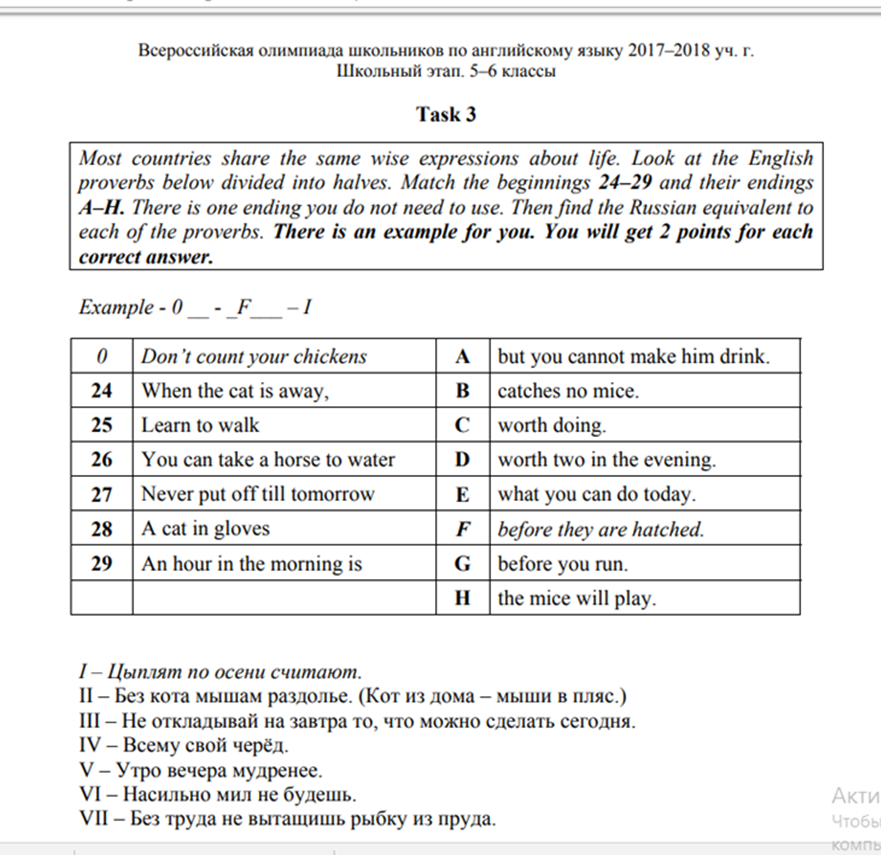 Всероссийская олимпиада школьников по английскому языку 2017–2018 уч. г.
Школьный этап. 5–6 классы
Task 3
Most countries share the same wise expressions about life. Look at the English
proverbs below divided into halves. Match the beginnings 24–29 and their endings
A–H. There is one ending you do not need to use. Then find the Russian equivalent to
each of the proverbs. There is an example for you. You will get 2 points for each
correct answer.
Example - 0 __ - _F___ – I
0 Don’t count your chickens A but you cannot make him drink.
24 When the cat is away, B catches no mice.
25 Learn to walk C worth doing.
26 You can take a horse to water D worth two in the evening.
27 Never put off till tomorrow E what you can do today.
28 A cat in gloves F before they are hatched.
29 An hour in the morning is G before you run.
H the mice will play.
I – Цыплят по осени считают.
II – Без кота мышам раздолье. (Кот из дома – мыши в пляс.)
III – Не откладывай на завтра то, что можно сделать сегодня.
IV – Всему свой черёд.
V – Утро вечера мудренее.
VI – Насильно мил не будешь.
VII – Без труда не вытащишь рыбку из пруда.
Акти
Чтобы
компь